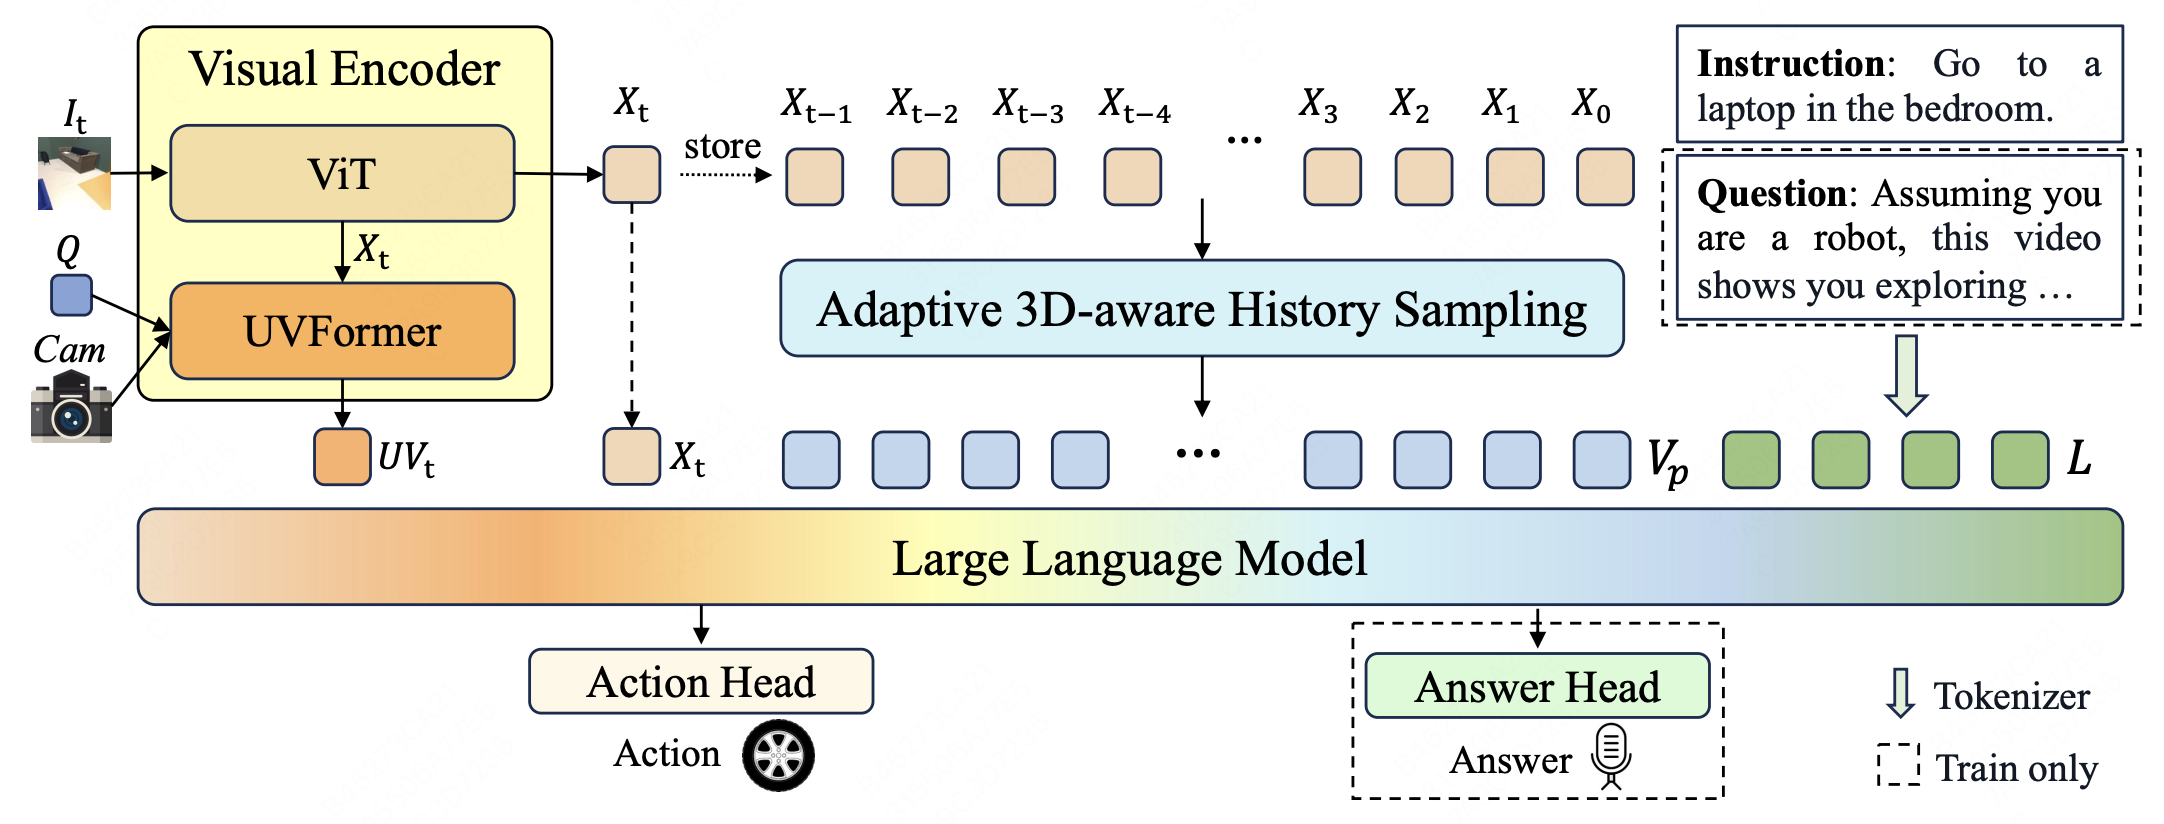 Visual Encoder
I_t
ViT
X_t
Q
UVFormer
Cam
UV_t
X_t
store
X_{t−1} X_{t−2} X_{t−3} X_{t−4} ... X_3 X_2 X_1 X_0
Adaptive 3D-aware History Sampling
X_t
... V_p
L
Instruction: Go to a
laptop in the bedroom.
Question: Assuming you
are a robot, this video
shows you exploring ...
Large Language Model
Action Head
Action
Answer Head
Answer
Tokenizer
Train only